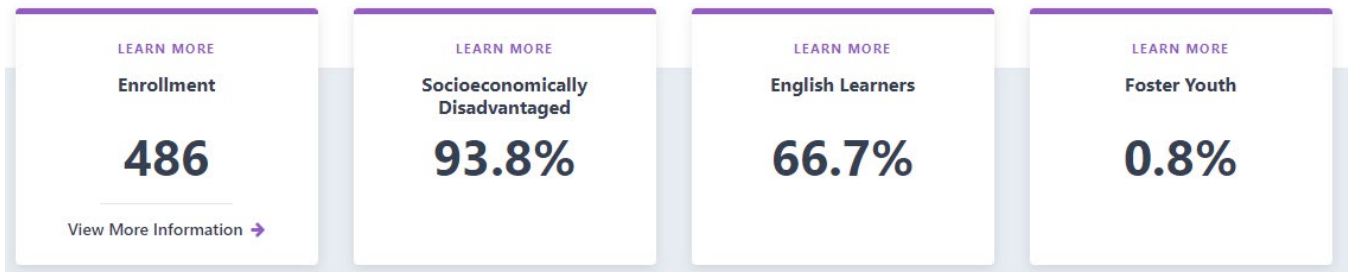 LEARN MORE
Enrollment
486
View More Information
LEARN MORE
Socioeconomically
Disadvantaged
93.8%
LEARN MORE
English Learners
66.7%
LEARN MORE
Foster Youth
0.8%